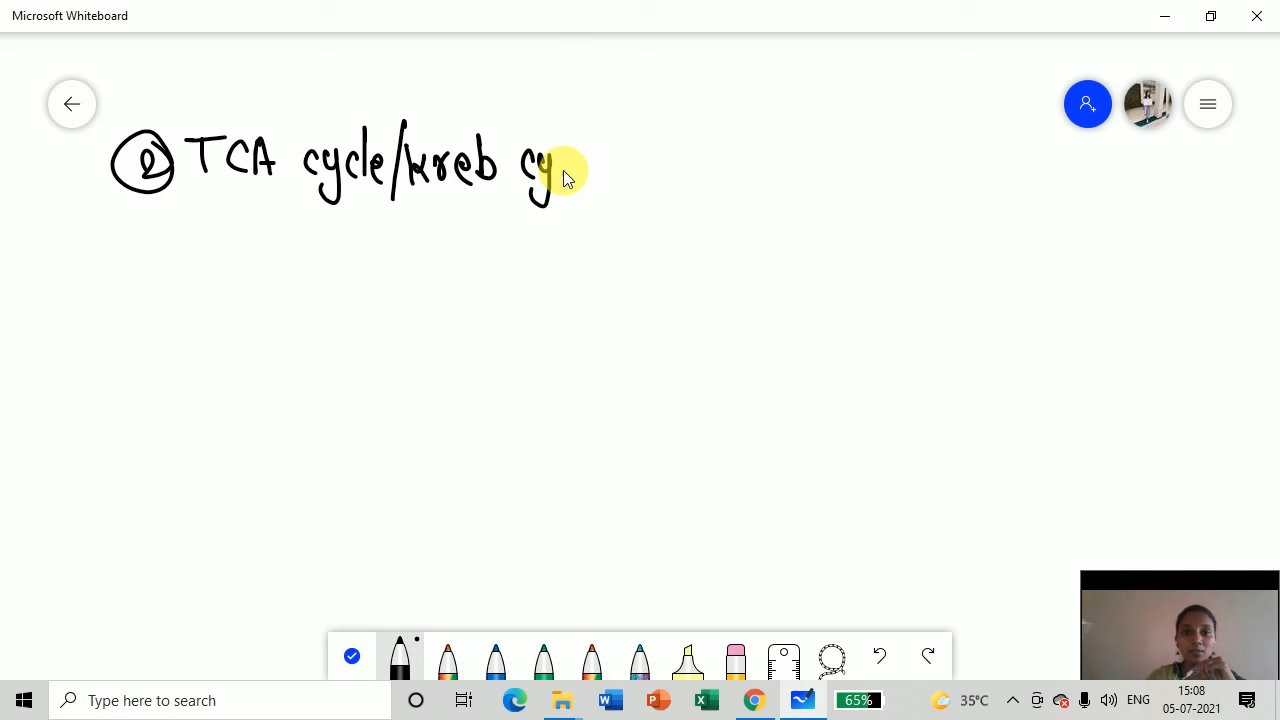 Microsoft Whiteboard
② TCA cycle/kreb cy
Type here to search
65%
35°C
ENG
15:08
05-07-2021